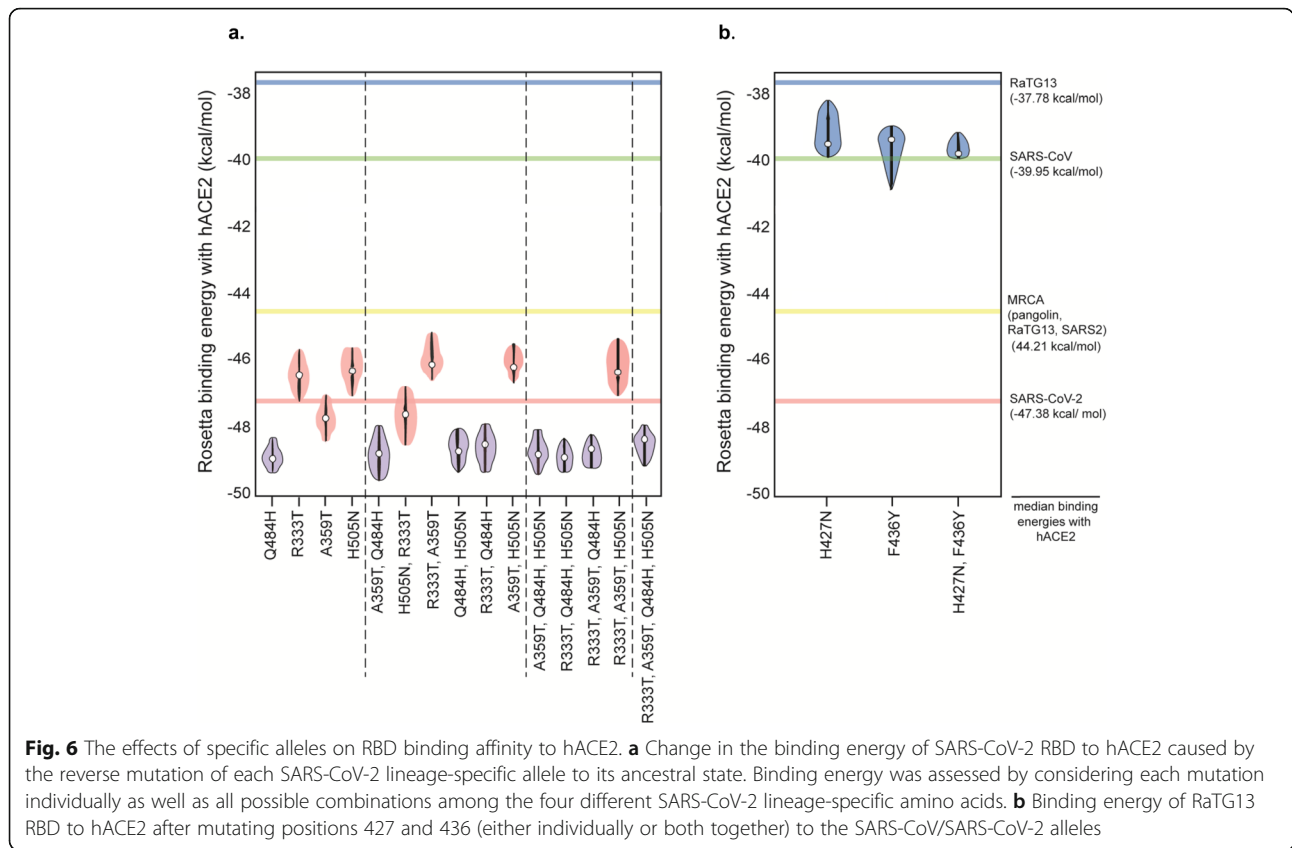 a.
b.
Rosetta binding energy with hACE2 (kcal/mol)
-38
-40
-42
-44
-46
-48
-50
Q484H
R333T
A359T
H505N
A359T, Q484H
H505N, R333T
R333T, A359T
Q484H, H505N
R333T, Q484H
A359T, H505N
A359T, Q484H, H505N
R333T, Q484H, H505N
R333T, A359T, Q484H
R333T, A359T, H505N
R333T, A359T, Q484H, H505N
Rosetta binding energy with hACE2 (kcal/mol)
-38
-40
-42
-44
-46
-48
-50
H427N
F436Y
H427N, F436Y
RaTG13
(-37.78 kcal/mol)
SARS-CoV
(-39.95 kcal/mol)
MRCA
(pangolin,
RaTG13, SARS2)
(44.21 kcal/mol)
SARS-CoV-2
(-47.38 kcal/ mol)
median binding
energies with
hACE2
Fig. 6 The effects of specific alleles on RBD binding affinity to hACE2. a Change in the binding energy of SARS-CoV-2 RBD to hACE2 caused by
the reverse mutation of each SARS-CoV-2 lineage-specific allele to its ancestral state. Binding energy was assessed by considering each mutation
individually as well as all possible combinations among the four different SARS-CoV-2 lineage-specific amino acids. b Binding energy of RaTG13
RBD to hACE2 after mutating positions 427 and 436 (either individually or both together) to the SARS-CoV/SARS-CoV-2 alleles